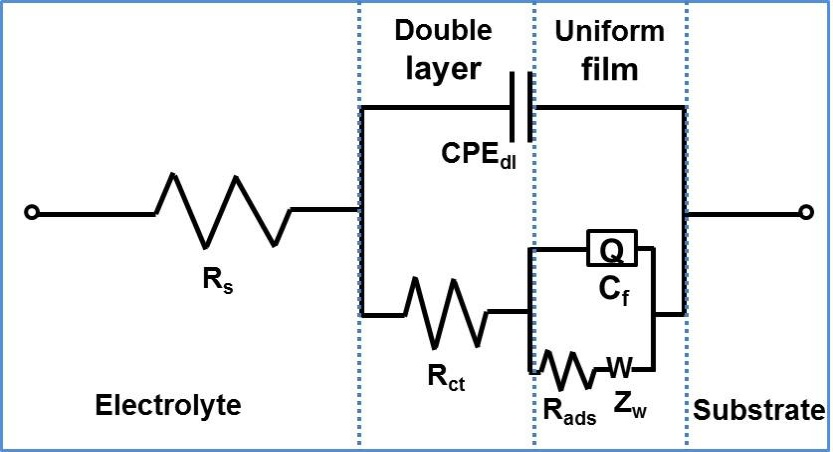 Double
layer
Uniform
film
CPEdl
Q
Cf
Rs
Rct
W
Rads
Zw
Electrolyte
Substrate